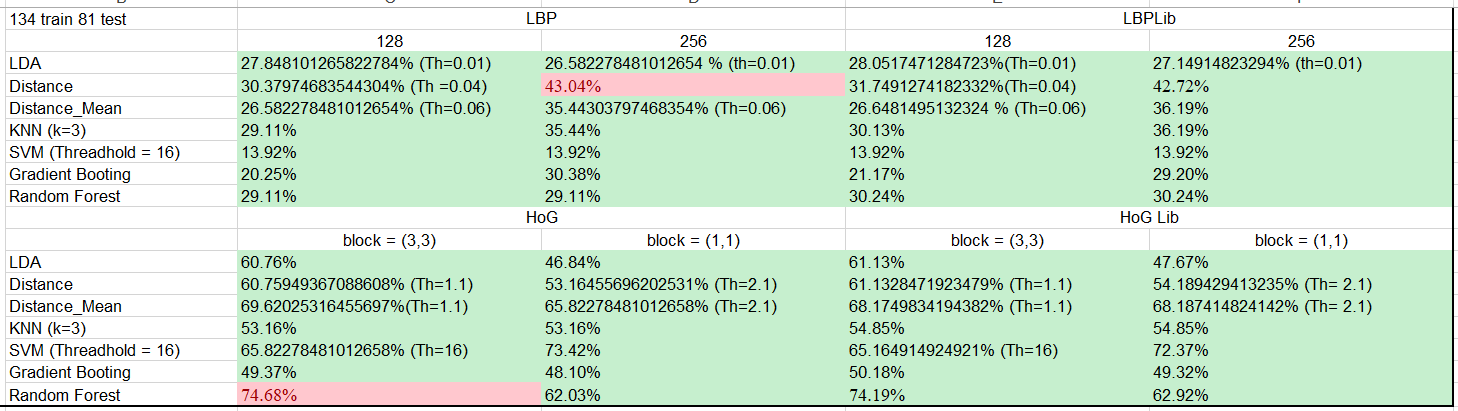 134 train 81 test LBP LBPLib
128 256 128 256
LDA 27.848101265822784% (Th=0.01) 26.582278481012654 % (th=0.01) 28.0517471284723%(Th=0.01) 27.14914823294% (th=0.01)
Distance 30.37974683544304% (Th =0.04) 43.04% 31.7491274182332%(Th=0.04) 42.72%
Distance_Mean 26.582278481012654% (Th=0.06) 35.44303797468354% (Th=0.06) 26.6481495132324 % (Th=0.06) 36.19%
KNN (k=3) 29.11% 35.44% 30.13% 36.19%
SVM (Threadhold = 16) 13.92% 13.92% 13.92% 13.92%
Gradient Booting 20.25% 30.38% 21.17% 29.20%
Random Forest 29.11% 29.11% 30.24% 30.24%
HoG HoG Lib
block = (3,3) block = (1,1) block = (3,3) block = (1,1)
LDA 60.76% 46.84% 61.13% 47.67%
Distance 60.75949367088608% (Th=1.1) 53.16455696202531% (Th=2.1) 61.1328471923479% (Th=1.1) 54.189429413235% (Th= 2.1)
Distance_Mean 69.62025316455697%(Th=1.1) 65.82278481012658% (Th=2.1) 68.17498341943​82% (Th=1.1) 68.187414824142% (Th= 2.1)
KNN (k=3) 53.16% 53.16% 54.85% 54.85%
SVM (Threadhold = 16) 65.82278481012658% (Th=16) 73.42% 65.164914924921% (Th=16) 72.37%
Gradient Booting 49.37% 48.10% 50.18% 49.32%
Random Forest 74.68% 62.03% 74.19% 62.92%